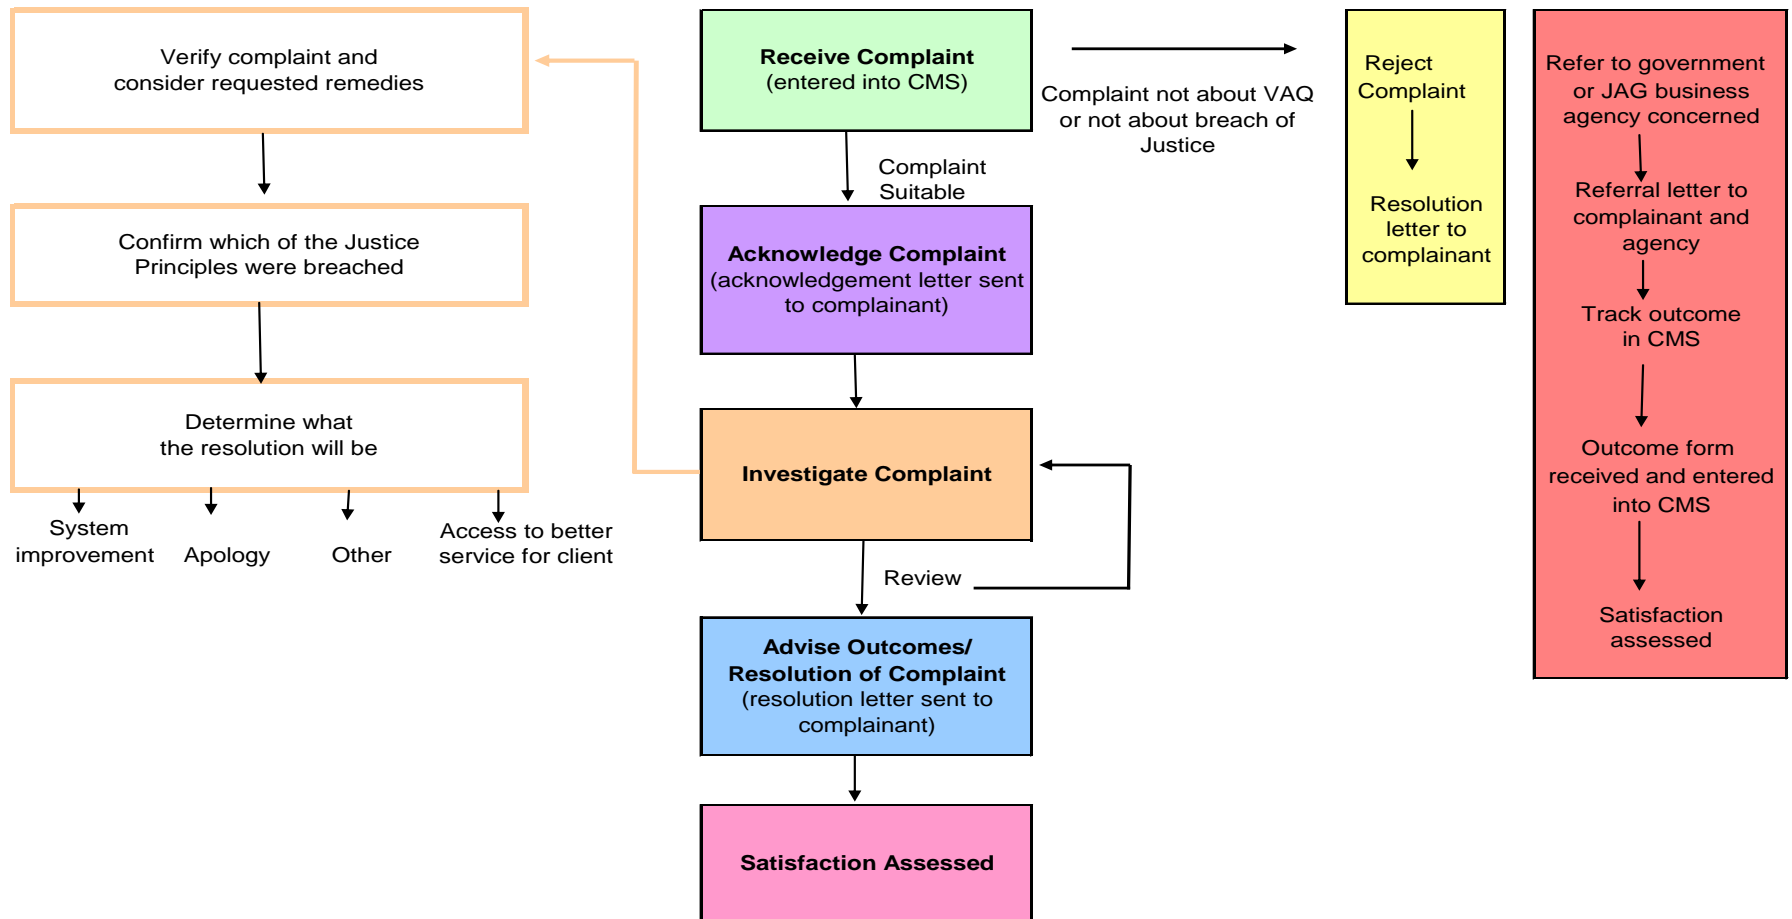 Verify complaint and
consider requested remedies
Confirm which of the Justice
Principles were breached
Determine what
the resolution will be
System
improvement
Apology
Other
Access to better
service for client
Receive Complaint
(entered into CMS)
Complaint not about VAQ
or not about breach of
Justice
Complaint
Suitable
Acknowledge Complaint
(acknowledgement letter sent
to complainant)
Investigate Complaint
Review
Advise Outcomes/
Resolution of Complaint
(resolution letter sent to
complainant)
Satisfaction Assessed
Reject
Complaint
Resolution
letter to
complainant
Refer to government
or JAG business
agency concerned
Referral letter to
complainant and
agency
Track outcome
in CMS
Outcome form
received and entered
into CMS
Satisfaction
assessed